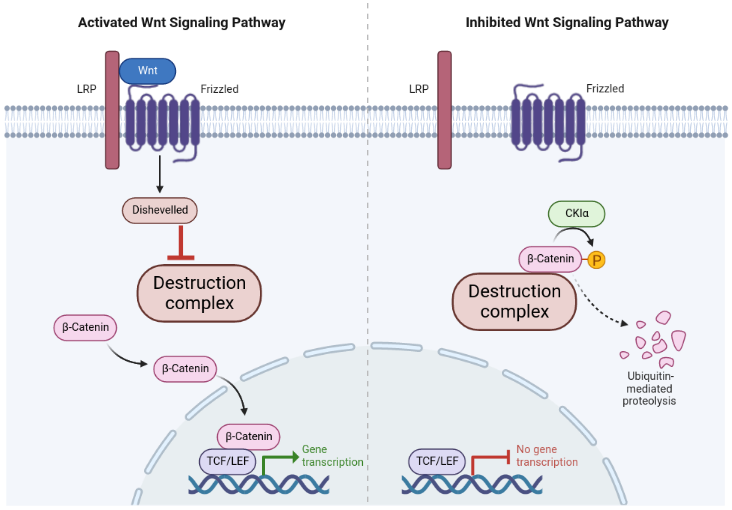 Activated Wnt Signaling Pathway
Inhibited Wnt Signaling Pathway
LRP
Wnt
Frizzled
Dishevelled
Destruction
complex
β-Catenin
β-Catenin
β-Catenin
TCF/LEF
Gene
transcription
LRP
Frizzled
CKIα
β-Catenin
P
Destruction
complex
Ubiquitin-
mediated
proteolysis
TCF/LEF
No gene
transcription